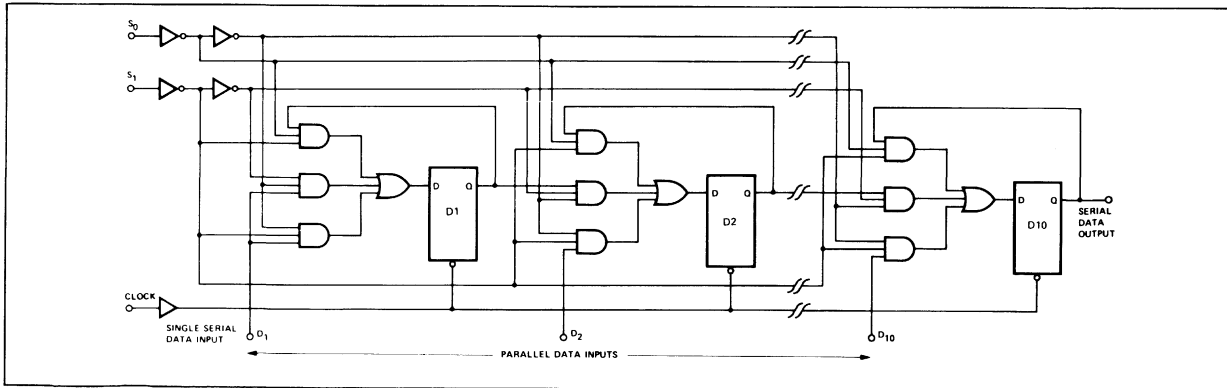 S0
S1
D Q
D1
D Q
D2
D Q
D10
SERIAL
DATA
OUTPUT
CLOCK
SINGLE SERIAL
DATA INPUT
D1
D2
D10
PARALLEL DATA INPUTS